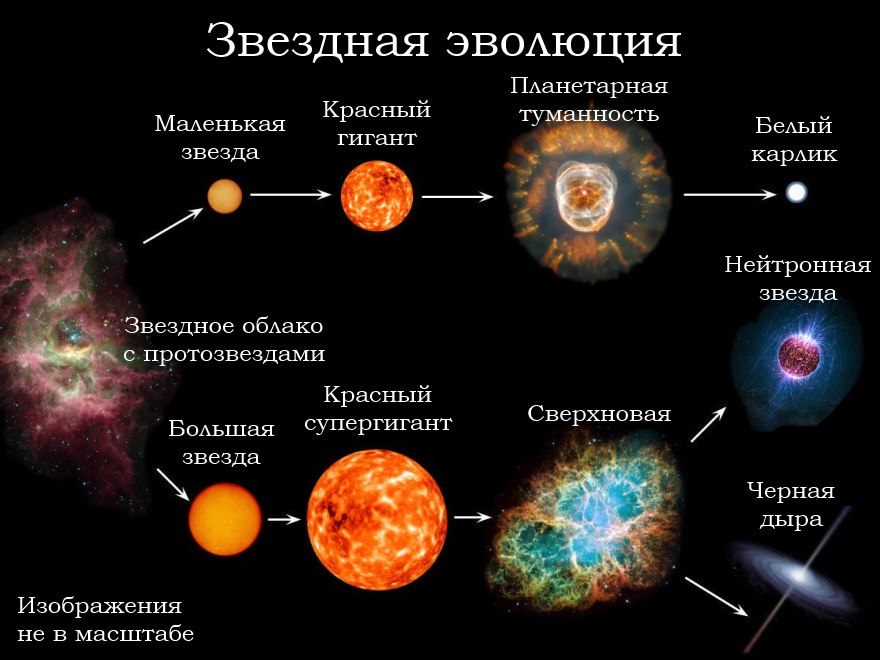 Звездная эволюция
Маленькая
звезда
Красный
гигант
Планетарная
туманность
Белый
карлик
Звездное облако
с протозвездами
Нейтронная
звезда
Большая
звезда
Красный
супергигант
Сверхновая
Черная
дыра
Изображения
не в масштабе